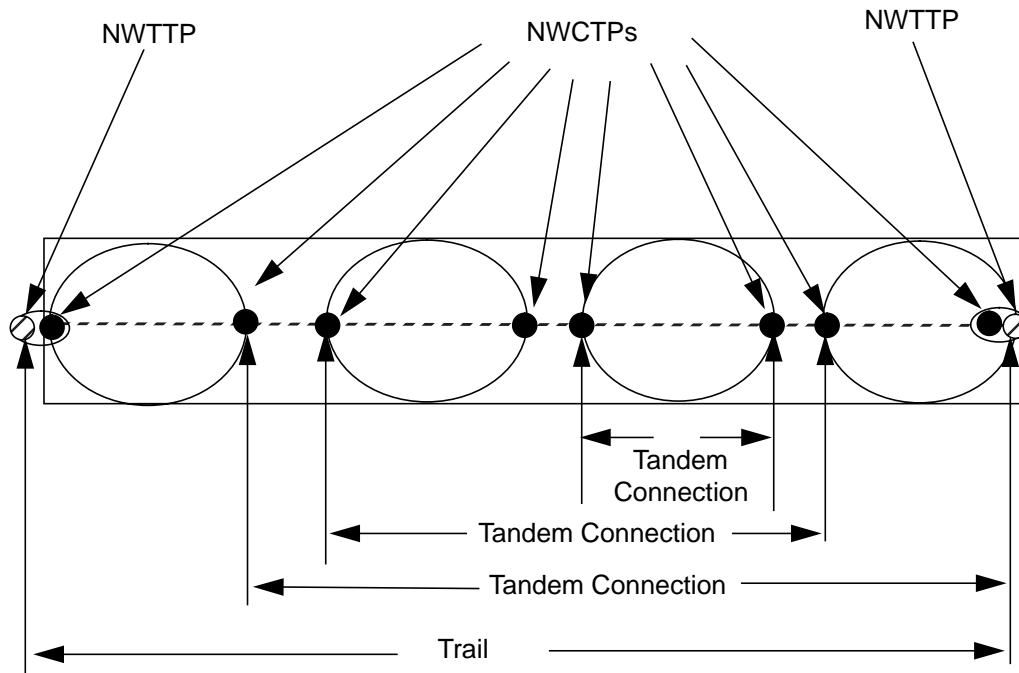 NWTTP
NWCTPs
NWTTP
Tandem
Connection
Tandem Connection
Tandem Connection
Trail